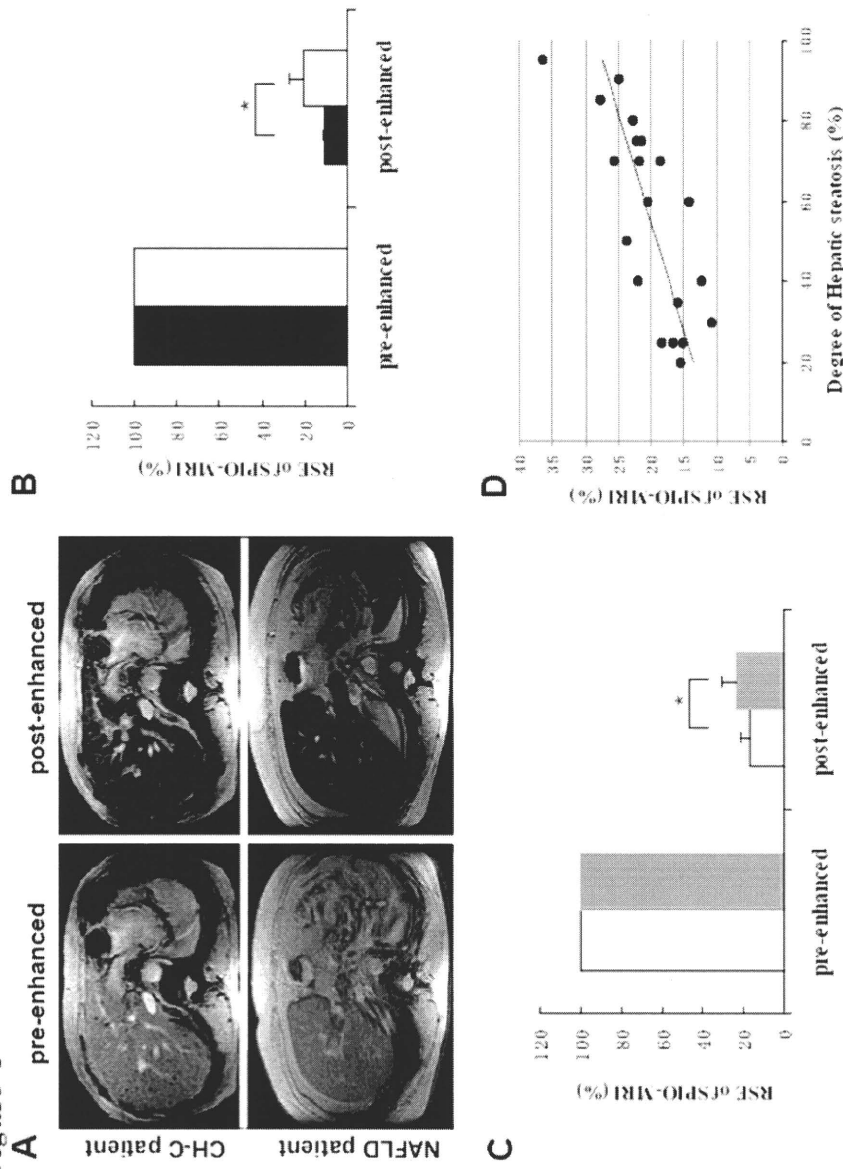 A
pre-enhanced
post-enhanced
CH-C patient
NAFLD patient
B
RSE of SPIO-MRI (%)
120
100
80
60
40
20
0
*
pre-enhanced
post-enhanced
C
RSE of SPIO-MRI (%)
120
100
80
60
40
20
0
*
pre-enhanced
post-enhanced
D
RSE of SPIO-MRI (%)
40
35
30
25
20
15
10
5
0
0 20 40 60 80 100
Degree of Hepatic steatosis (%)